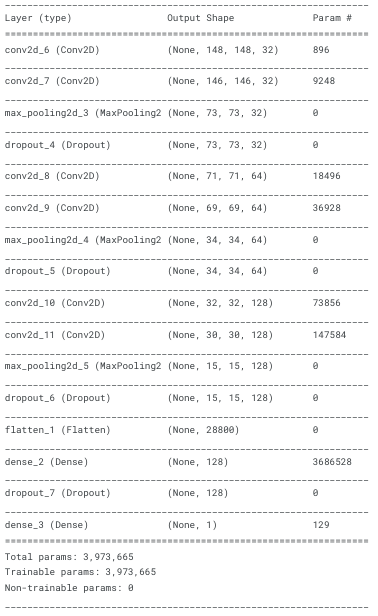 Layer (type) Output Shape Param #
conv2d_6 (Conv2D) (None, 148, 148, 32) 896
conv2d_7 (Conv2D) (None, 146, 146, 32) 9248
max_pooling2d_3 (MaxPooling2 (None, 73, 73, 32) 0
dropout_4 (Dropout) (None, 73, 73, 32) 0
conv2d_8 (Conv2D) (None, 71, 71, 64) 18496
conv2d_9 (Conv2D) (None, 69, 69, 64) 36928
max_pooling2d_4 (MaxPooling2 (None, 34, 34, 64) 0
dropout_5 (Dropout) (None, 34, 34, 64) 0
conv2d_10 (Conv2D) (None, 32, 32, 128) 73856
conv2d_11 (Conv2D) (None, 30, 30, 128) 147584
max_pooling2d_5 (MaxPooling2 (None, 15, 15, 128) 0
dropout_6 (Dropout) (None, 15, 15, 128) 0
flatten_1 (Flatten) (None, 28800) 0
dense_2 (Dense) (None, 128) 3686528
dropout_7 (Dropout) (None, 128) 0
dense_3 (Dense) (None, 1) 129
Total params: 3,973,665
Trainable params: 3,973,665
Non-trainable params: 0